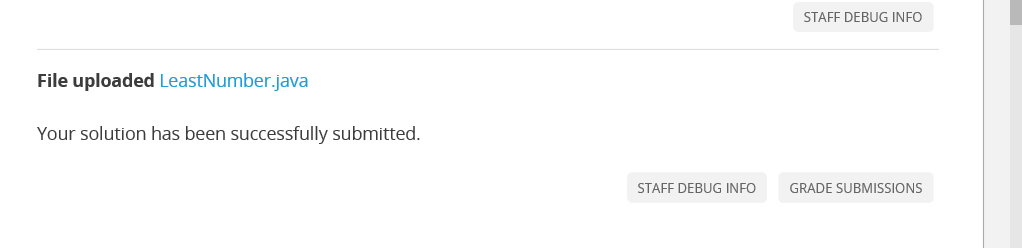 STAFF DEBUG INFO
File uploaded LeastNumber.java
Your solution has been successfully submitted.
STAFF DEBUG INFO GRADE SUBMISSIONS